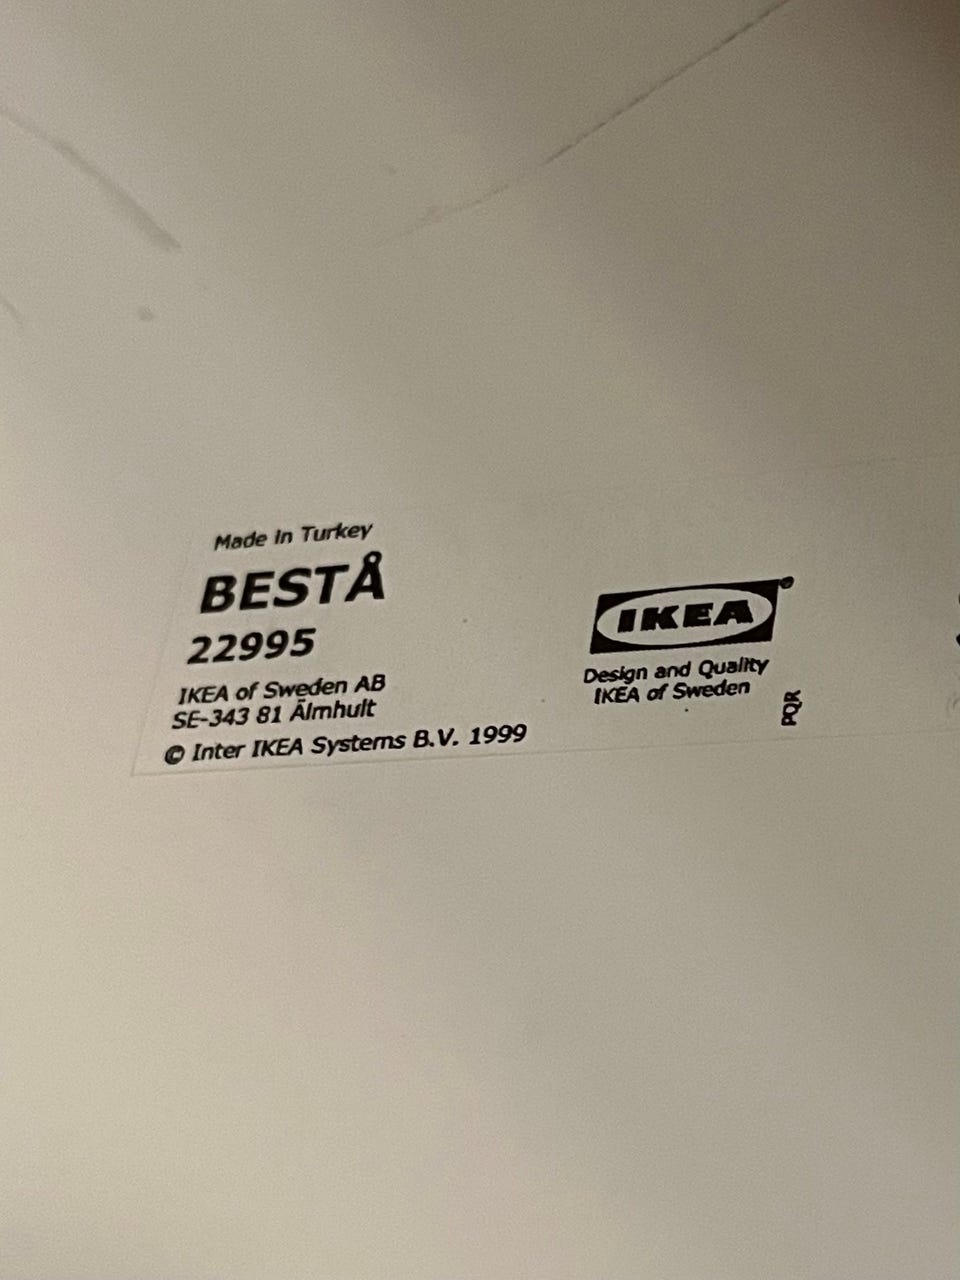 Made in Turkey
BESTÅ
22995
IKEA of Sweden AB
SE-343 81 Älmhult
© Inter IKEA Systems B.V. 1999
IKEA®
Design and Quality
IKEA of Sweden
PQR